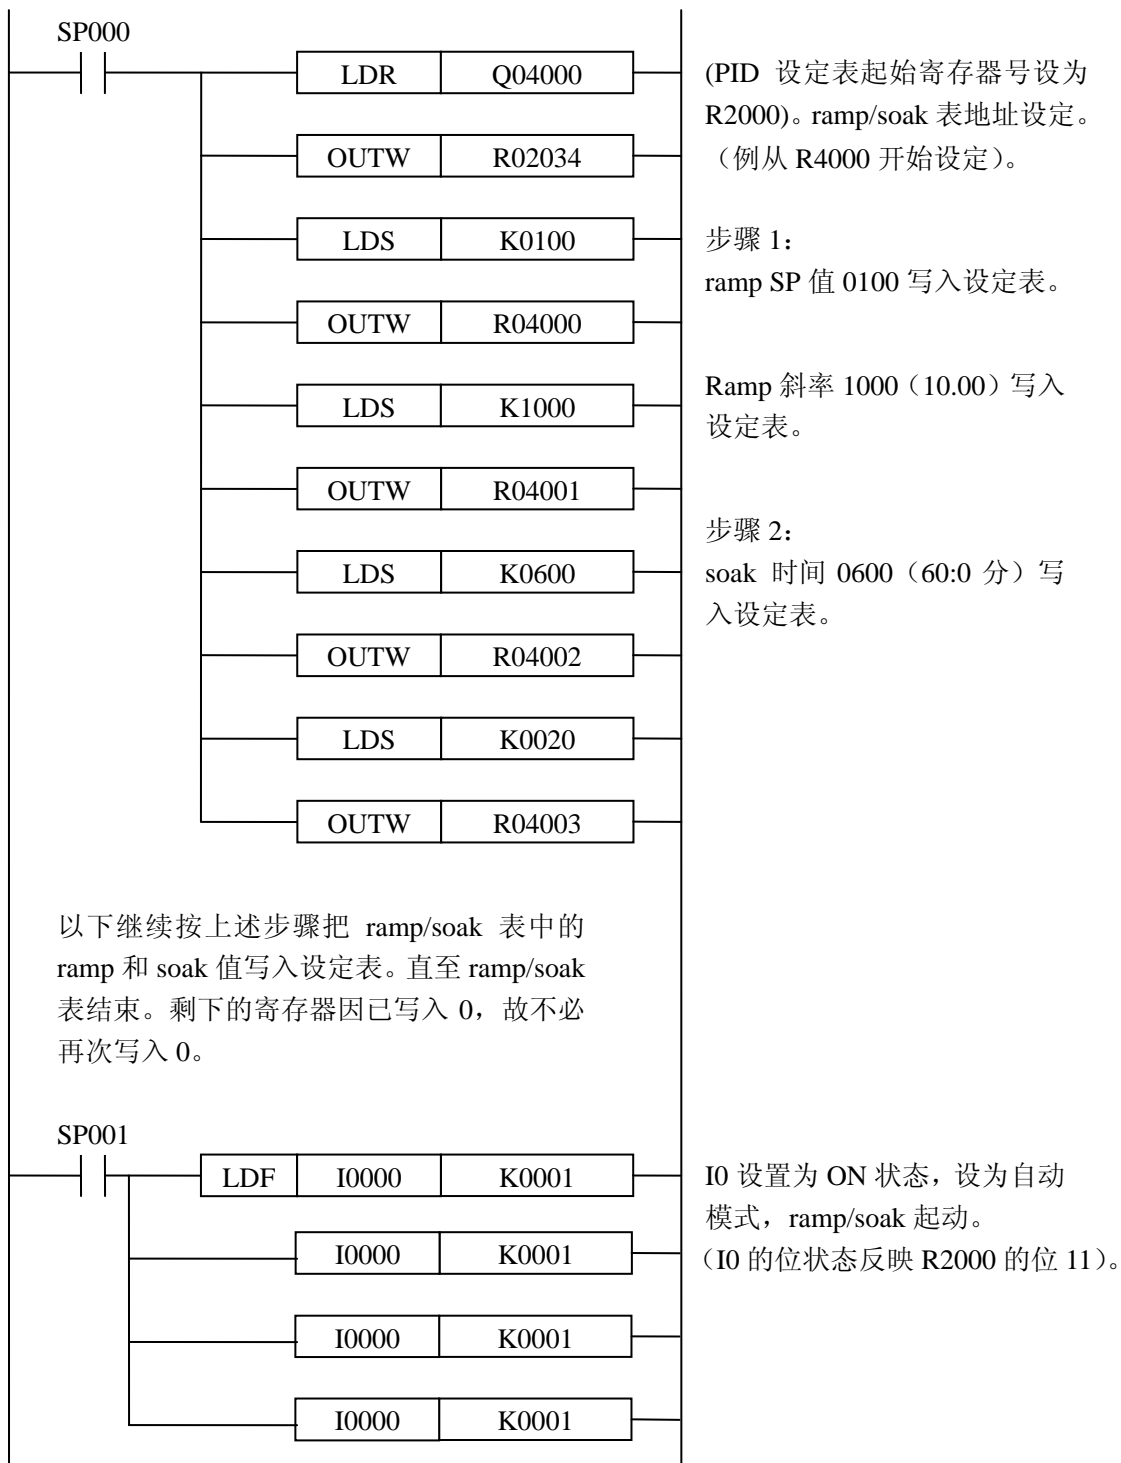 SP000
LDR Q04000
(PID 设定表起始寄存器号设为
R2000)。ramp/soak 表地址设定。
（例从 R4000 开始设定）。
OUTW R02034
LDS K0100
步骤 1：
ramp SP 值 0100 写入设定表。
OUTW R04000
LDS K1000
Ramp 斜率 1000（10.00）写入
设定表。
OUTW R04001
步骤 2：
LDS K0600
soak 时间 0600（60:0 分）写
入设定表。
OUTW R04002
LDS K0020
OUTW R04003
以下继续按上述步骤把 ramp/soak 表中的
ramp 和 soak 值写入设定表。直至 ramp/soak
表结束。剩下的寄存器因已写入 0，故不必
再次写入 0。
SP001
LDF I0000 K0001
I0 设置为 ON 状态，设为自动
模式，ramp/soak 起动。
（I0 的位状态反映 R2000 的位 11）。
I0000 K0001
I0000 K0001
I0000 K0001